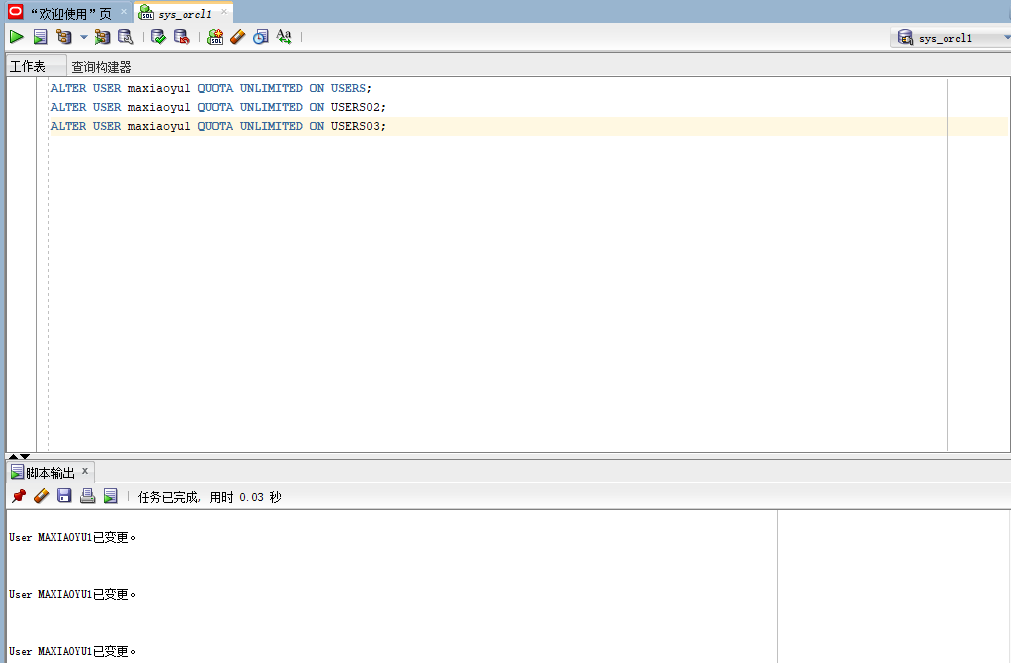 “欢迎使用”页
sys_orcl1
sys_orcl1
工作表 查询构建器
ALTER USER maxiaoyu1 QUOTA UNLIMITED ON USERS;
ALTER USER maxiaoyu1 QUOTA UNLIMITED ON USERS02;
ALTER USER maxiaoyu1 QUOTA UNLIMITED ON USERS03;
脚本输出
任务已完成, 用时 0.03 秒
User MAXIAOYU1已变更。
User MAXIAOYU1已变更。
User MAXIAOYU1已变更。